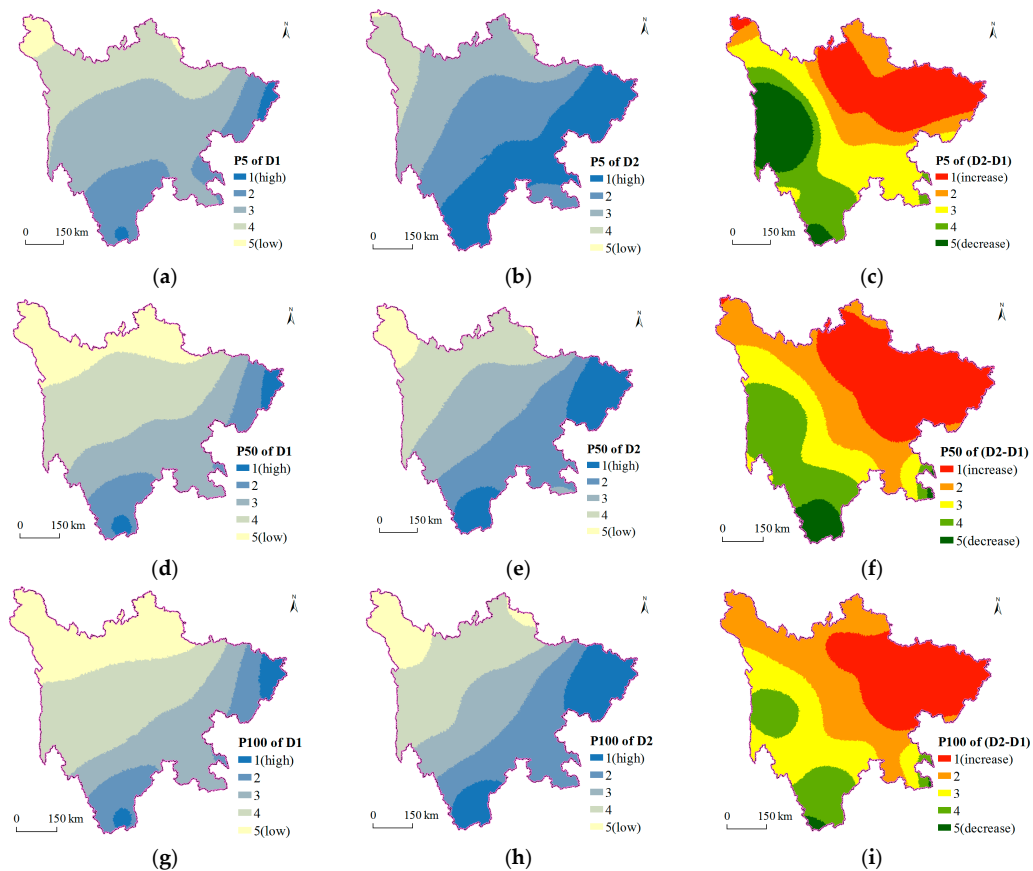 N
P5 of D1
1(high)
2
3
4
5(low)
0 150 km
(a)
N
P5 of D2
1(high)
2
3
4
5(low)
0 150 km
(b)
N
P5 of (D2-D1)
1(increase)
2
3
4
5(decrease)
0 150 km
(c)
N
P50 of D1
1(high)
2
3
4
5(low)
0 150 km
(d)
N
P50 of D2
1(high)
2
3
4
5(low)
0 150 km
(e)
N
P50 of (D2-D1)
1(increase)
2
3
4
5(decrease)
0 150 km
(f)
N
P100 of D1
1(high)
2
3
4
5(low)
0 150 km
(g)
N
P100 of D2
1(high)
2
3
4
5(low)
0 150 km
(h)
N
P100 of (D2-D1)
1(increase)
2
3
4
5(decrease)
0 150 km
(i)